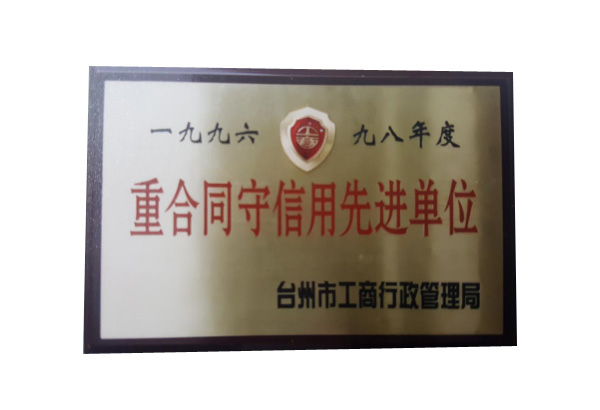 一九九六 九八年度
重合同守信用先进单位
台州市工商行政管理局